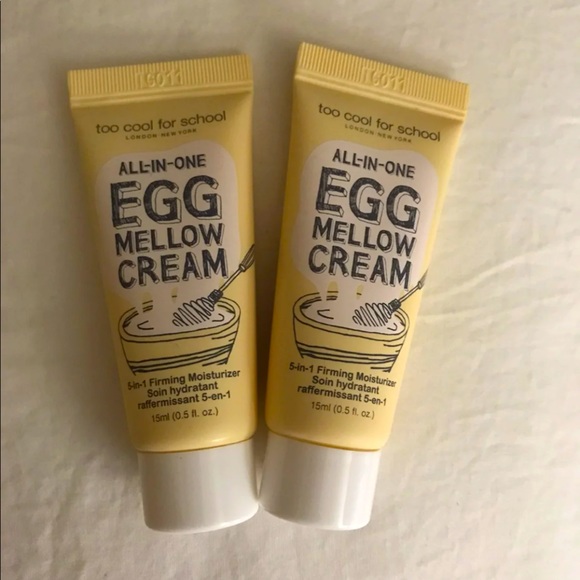 TG011
too cool for school
LONDON NEW YORK
ALL-IN-ONE
EGG
MELLOW
CREAM
5-in-1 Firming Moisturizer
Soin hydratant
raffermissant 5-en-1
15ml (0.5 fl. oz.)
TG011
too cool for school
LONDON NEW YORK
ALL-IN-ONE
EGG
MELLOW
CREAM
5-in-1 Firming Moisturizer
Soin hydratant
raffermissant 5-en-1
15ml (0.5 fl. oz.)